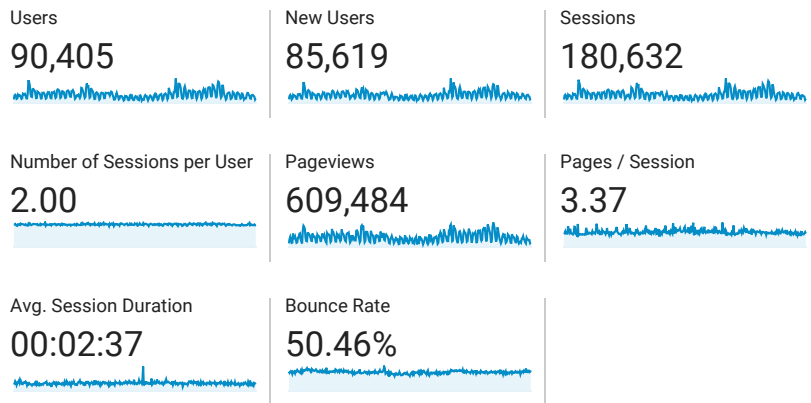 Users
90,405
New Users
85,619
Sessions
180,632
Number of Sessions per User
2.00
Pageviews
609,484
Pages / Session
3.37
Avg. Session Duration
00:02:37
Bounce Rate
50.46%